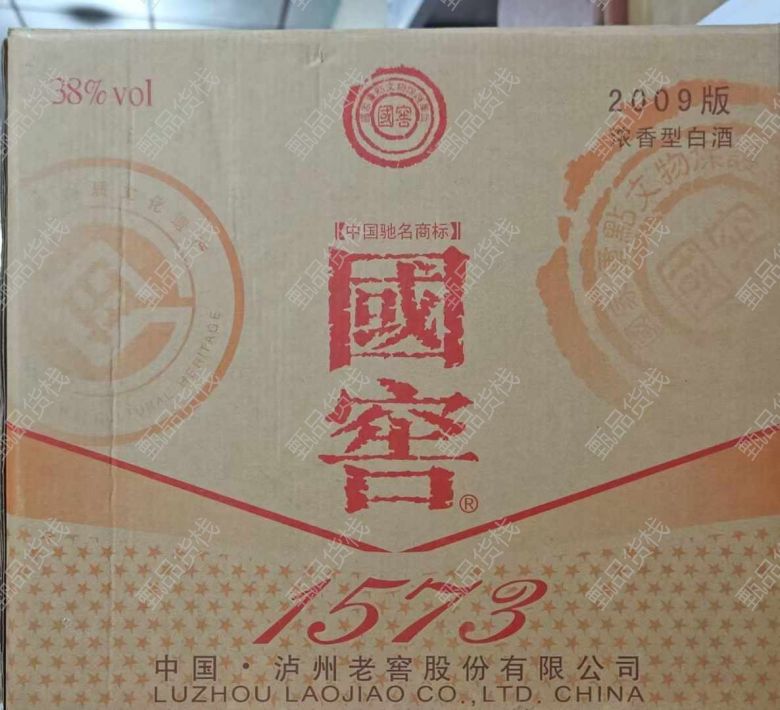 38% vol
國窖
2009版
浓香型白酒
【中国驰名商标】
國
窖®
1573
中国·泸州老窖股份有限公司
LUZHOU LAOJIAO CO., LTD. CHINA
甄品货栈